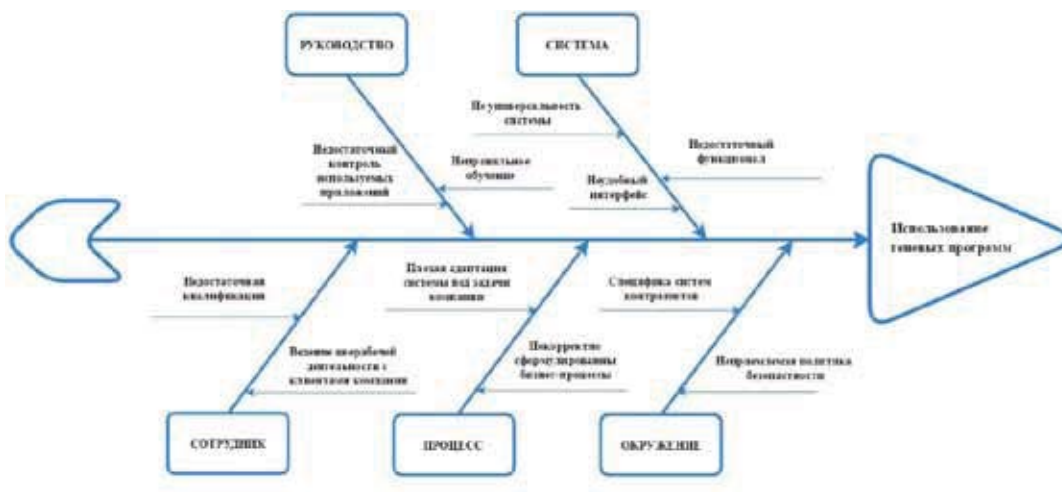 РУКОВОДСТВО
СИСТЕМА
Не универсальность
системы
Недостаточный
функционал
Недостаточный
контроль
используемых
приложений
Неправильное
обучение
Неудобный
интерфейс
Использование
теневых программ
Недостаточная
квалификация
Плохая адаптация
системы под задачи
компании
Специфика систем
контрагентов
Ведение нерабочей
деятельности с
клиентами компании
Некорректно
сформулированны
бизнес-процессы
Неприемлемая политика
безопасности
СОТРУДНИК
ПРОЦЕСС
ОКРУЖЕНИЕ